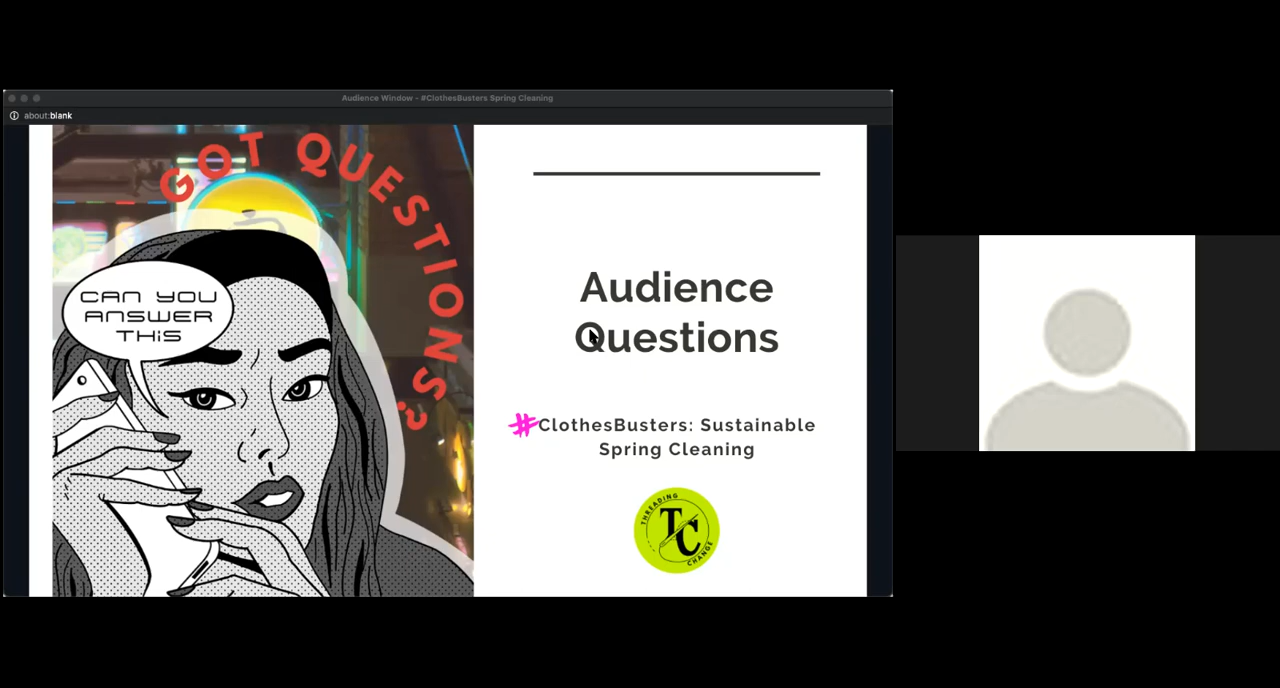 Audience Window - #ClothesBusters Spring Cleaning
about:blank
GOT QUESTIONS?
CAN YOU
ANSWER
THIS
Audience
Questions
#ClothesBusters: Sustainable
Spring Cleaning
THREADING
TC
CHANGE